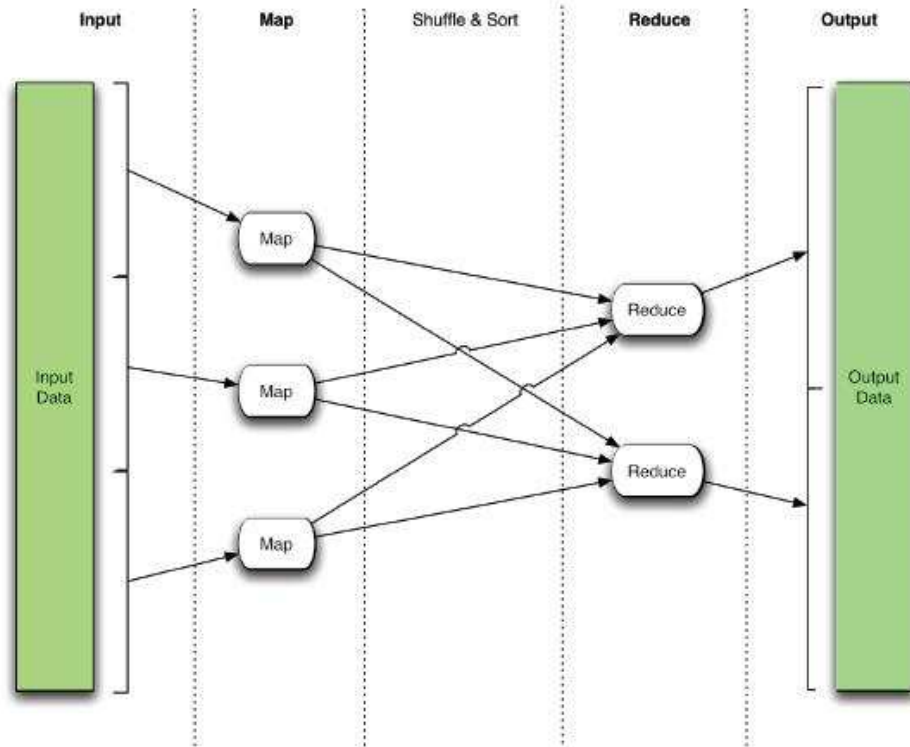 Input
Map
Shuffle & Sort
Reduce
Output
Map
Reduce
Input
Data
Map
Output
Data
Reduce
Map